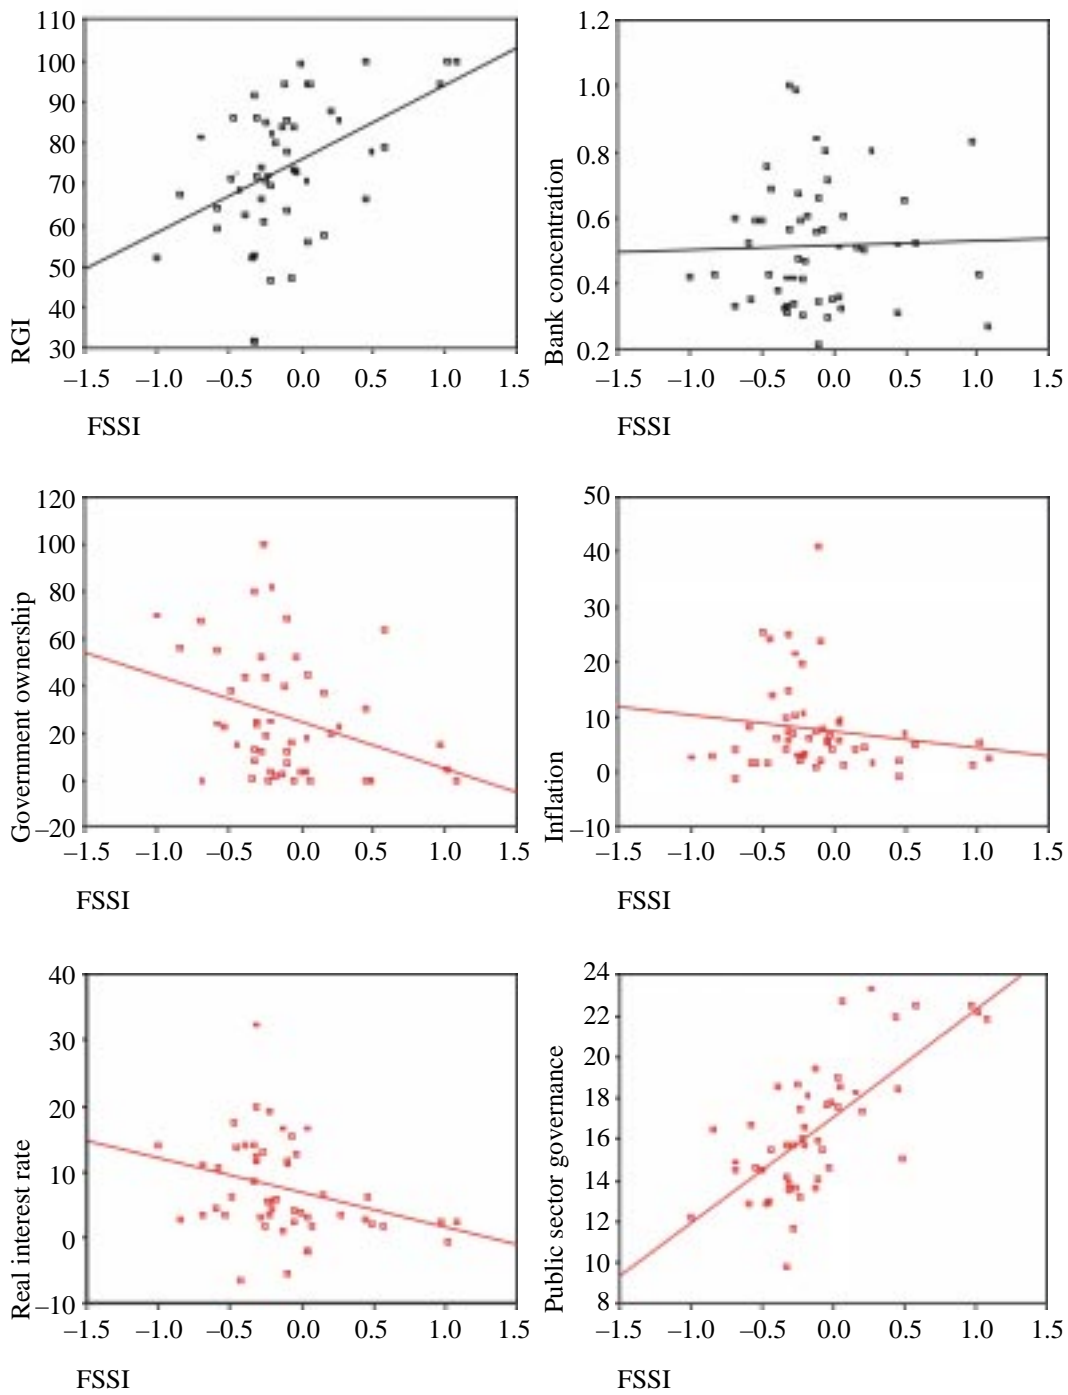 110
100
90
80
70
60
50
40
30
RGI
–1.5 –1.0 –0.5 0.0 0.5 1.0 1.5
FSSI
1.2
1.0
0.8
0.6
0.4
0.2
Bank concentration
–1.5 –1.0 –0.5 0.0 0.5 1.0 1.5
FSSI
120
100
80
60
40
20
0
–20
Government ownership
–1.5 –1.0 –0.5 0.0 0.5 1.0 1.5
FSSI
50
40
30
20
10
0
–10
Inflation
–1.5 –1.0 –0.5 0.0 0.5 1.0 1.5
FSSI
40
30
20
10
0
–10
Real interest rate
–1.5 –1.0 –0.5 0.0 0.5 1.0 1.5
FSSI
24
22
20
18
16
14
12
10
8
Public sector governance
–1.5 –1.0 –0.5 0.0 0.5 1.0 1.5
FSSI